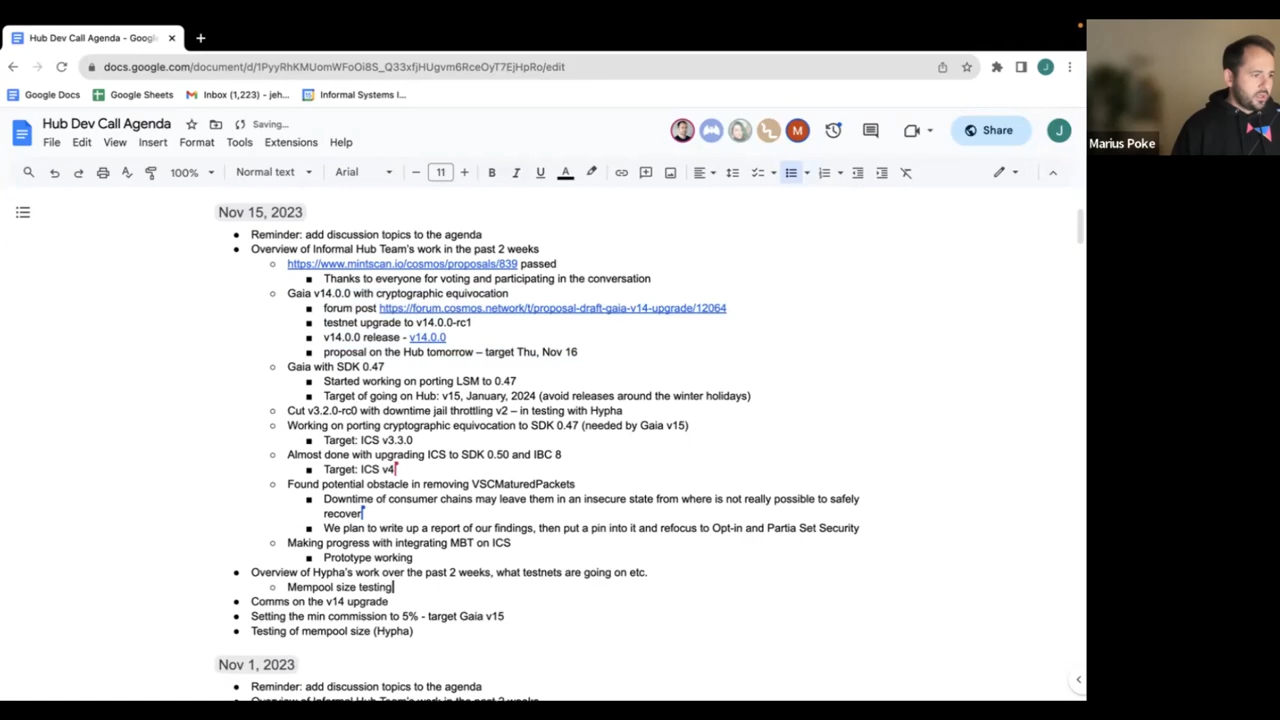 Hub Dev Call Agenda - Google
docs.google.com/document/d/1PyyRhKMUomWFoOi8S_Q33xfjHUgvm6RceOyT7EjHpRo/edit
J
Google Docs
Google Sheets
Inbox (1,223) - jeh...
Informal Systems I...
Hub Dev Call Agenda
Saving...
M
Share
J
File Edit View Insert Format Tools Extensions Help
100% Normal text Arial 11 B I U A
Marius Poke
Nov 15, 2023
Reminder: add discussion topics to the agenda
Overview of Informal Hub Team's work in the past 2 weeks
https://www.mintscan.io/cosmos/proposals/839 passed
Thanks to everyone for voting and participating in the conversation
Gaia v14.0.0 with cryptographic equivocation
forum post https://forum.cosmos.network/t/proposal-draft-gaia-v14-upgrade/12064
testnet upgrade to v14.0.0-rc1
v14.0.0 release - v14.0.0
proposal on the Hub tomorrow – target Thu, Nov 16
Gaia with SDK 0.47
Started working on porting LSM to 0.47
Target of going on Hub: v15, January, 2024 (avoid releases around the winter holidays)
Cut v3.2.0-rc0 with downtime jail throttling v2 – in testing with Hypha
Working on porting cryptographic equivocation to SDK 0.47 (needed by Gaia v15)
Target: ICS v3.3.0
Almost done with upgrading ICS to SDK 0.50 and IBC 8
Target: ICS v4
Found potential obstacle in removing VSCMaturedPackets
Downtime of consumer chains may leave them in an insecure state from where is not really possible to safely
recover
We plan to write up a report of our findings, then put a pin into it and refocus to Opt-in and Partia Set Security
Making progress with integrating MBT on ICS
Prototype working
Overview of Hypha's work over the past 2 weeks, what testnets are going on etc.
Mempool size testing
Comms on the v14 upgrade
Setting the min commission to 5% - target Gaia v15
Testing of mempool size (Hypha)
Nov 1, 2023
Reminder: add discussion topics to the agenda
Overview of Informal Hub Team's work in the past 2 weeks